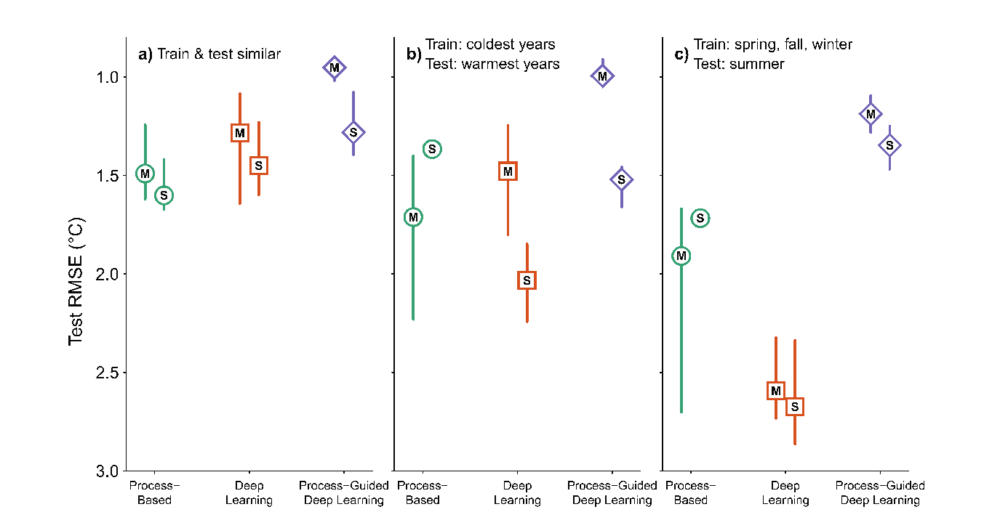 a) Train & test similar
b) Train: coldest years
Test: warmest years
c) Train: spring, fall, winter
Test: summer
Test RMSE (°C)
1.0
1.5
2.0
2.5
3.0
M
S
M
S
M
S
M
S
M
S
M
S
M
S
M
S
M
S
Process−
Based
Deep
Learning
Process−Guided
Deep Learning
Process−
Based
Deep
Learning
Process−Guided
Deep Learning
Process−
Based
Deep
Learning
Process−Guided
Deep Learning